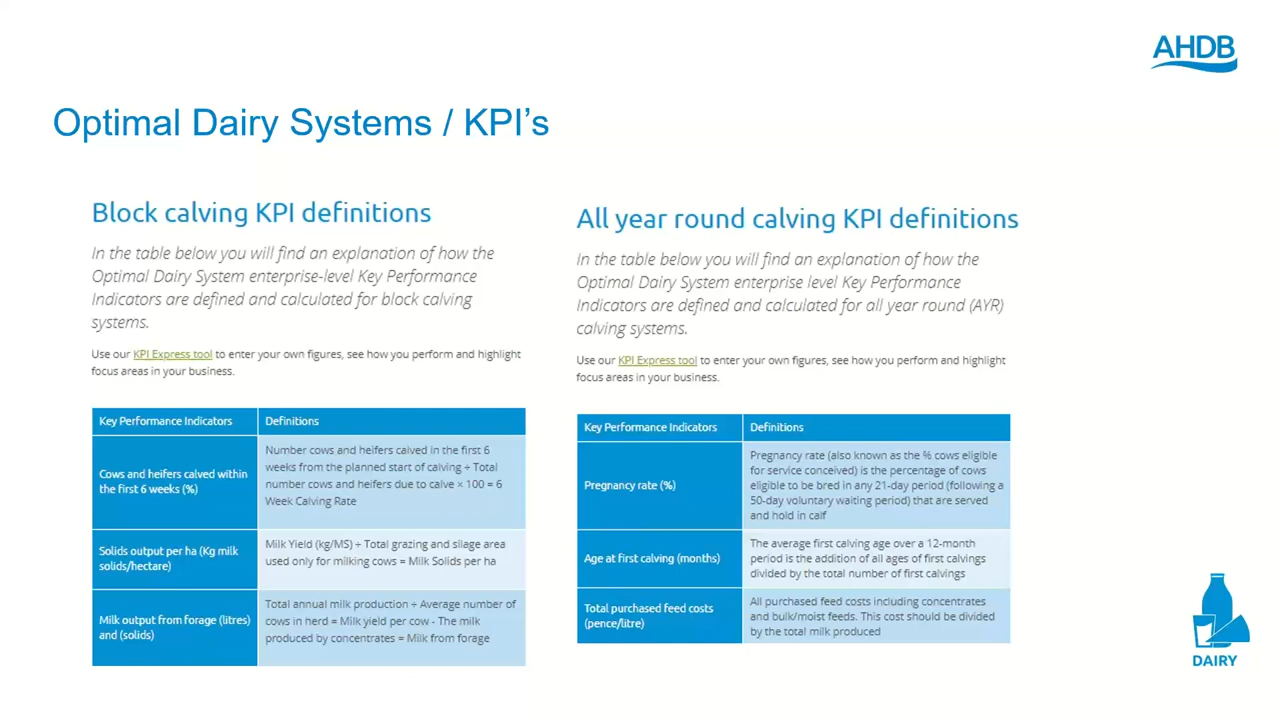 AHDB
Optimal Dairy Systems / KPI's
Block calving KPI definitions
In the table below you will find an explanation of how the
Optimal Dairy System enterprise-level Key Performance
Indicators are defined and calculated for block calving
systems.
Use our KPI Express tool to enter your own figures, see how you perform and highlight
focus areas in your business.
Key Performance Indicators
Definitions
Cows and heifers calved within
the first 6 weeks (%)
Number cows and heifers calved in the first 6
weeks from the planned start of calving ÷ Total
number cows and heifers due to calve × 100 = 6
Week Calving Rate
Solids output per ha (Kg milk
solids/hectare)
Milk Yield (kg/MS) ÷ Total grazing and silage area
used only for milking cows = Milk Solids per ha
Milk output from forage (litres)
and (solids)
Total annual milk production ÷ Average number of
cows in herd = Milk yield per cow - The milk
produced by concentrates = Milk from forage
All year round calving KPI definitions
In the table below you will find an explanation of how the
Optimal Dairy System enterprise level Key Performance
Indicators are defined and calculated for all year round (AYR)
calving systems.
Use our KPI Express tool to enter your own figures, see how you perform and highlight
focus areas in your business.
Key Performance Indicators
Definitions
Pregnancy rate (%)
Pregnancy rate (also known as the % cows eligible
for service conceived) is the percentage of cows
eligible to be bred in any 21-day period (following a
50-day voluntary waiting period) that are served
and hold in calf
Age at first calving (months)
The average first calving age over a 12-month
period is the addition of all ages of first calvings
divided by the total number of first calvings
Total purchased feed costs
(pence/litre)
All purchased feed costs including concentrates
and bulk/moist feeds. This cost should be divided
by the total milk produced
DAIRY